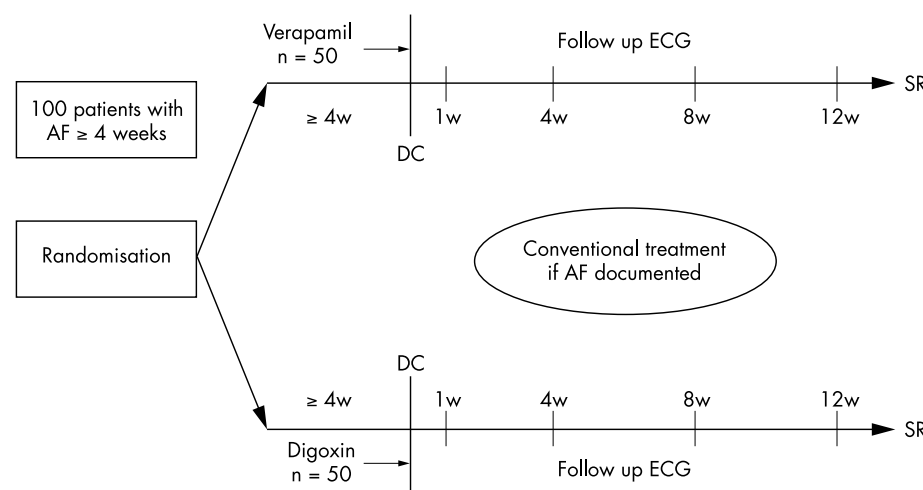 Verapamil
n = 50
Follow up ECG
SR
100 patients with
AF ≥ 4 weeks
≥ 4w
1w
4w
8w
12w
DC
Randomisation
Conventional treatment
if AF documented
DC
≥ 4w
1w
4w
8w
12w
SR
Digoxin
n = 50
Follow up ECG